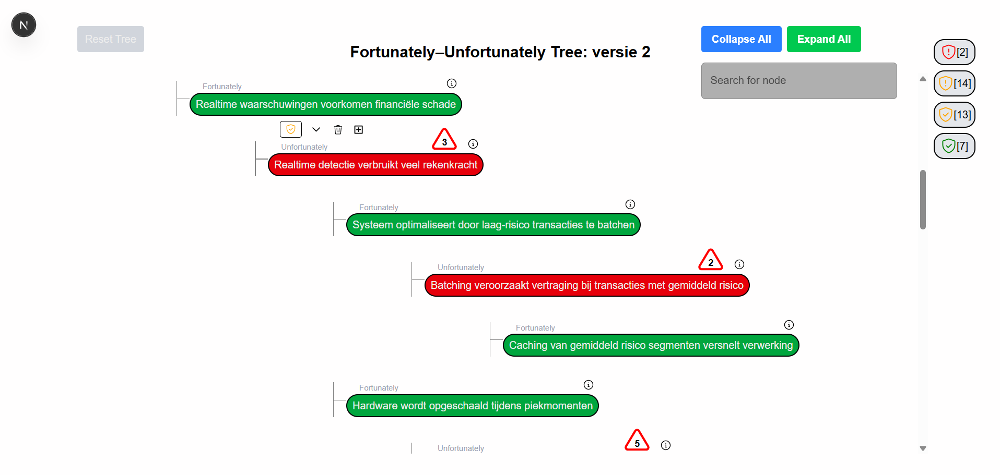 N
Reset Tree
Fortunately–Unfortunately Tree: versie 2
Collapse All
Expand All
Search for node
[2]
[14]
[13]
[7]
Fortunately
Realtime waarschuwingen voorkomen financiële schade
Unfortunately
3
Realtime detectie verbruikt veel rekenkracht
Fortunately
Systeem optimaliseert door laag-risico transacties te batchen
Unfortunately
2
Batching veroorzaakt vertraging bij transacties met gemiddeld risico
Fortunately
Caching van gemiddeld risico segmenten versnelt verwerking
Fortunately
Hardware wordt opgeschaald tijdens piekmomenten
Unfortunately
5